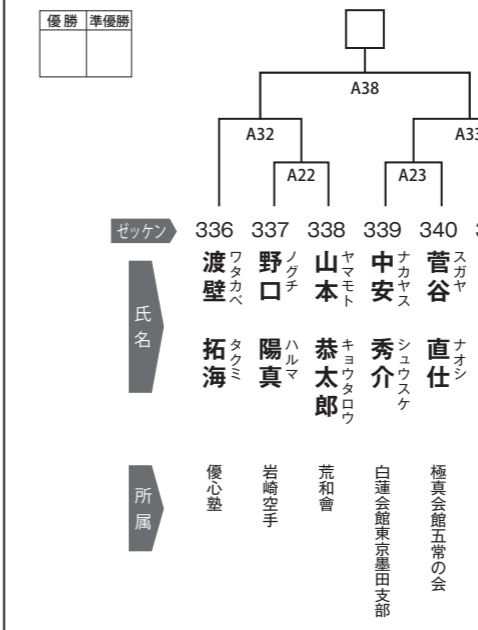 優勝 準優勝
A38
A32 A33
A22 A23
ゼッケン 336 337 338 339 340
氏名
渡壁 拓海
ワタカベ タクミ
野口 陽真
ノグチ ハルマ
山本 恭太郎
ヤマモト キョウタロウ
中安 秀介
ナカヤス シュウスケ
菅谷 直仕
スガヤ ナオシ
所属
優心塾
岩崎空手
荒和會
白蓮会館東京墨田支部
極真会館五常の会